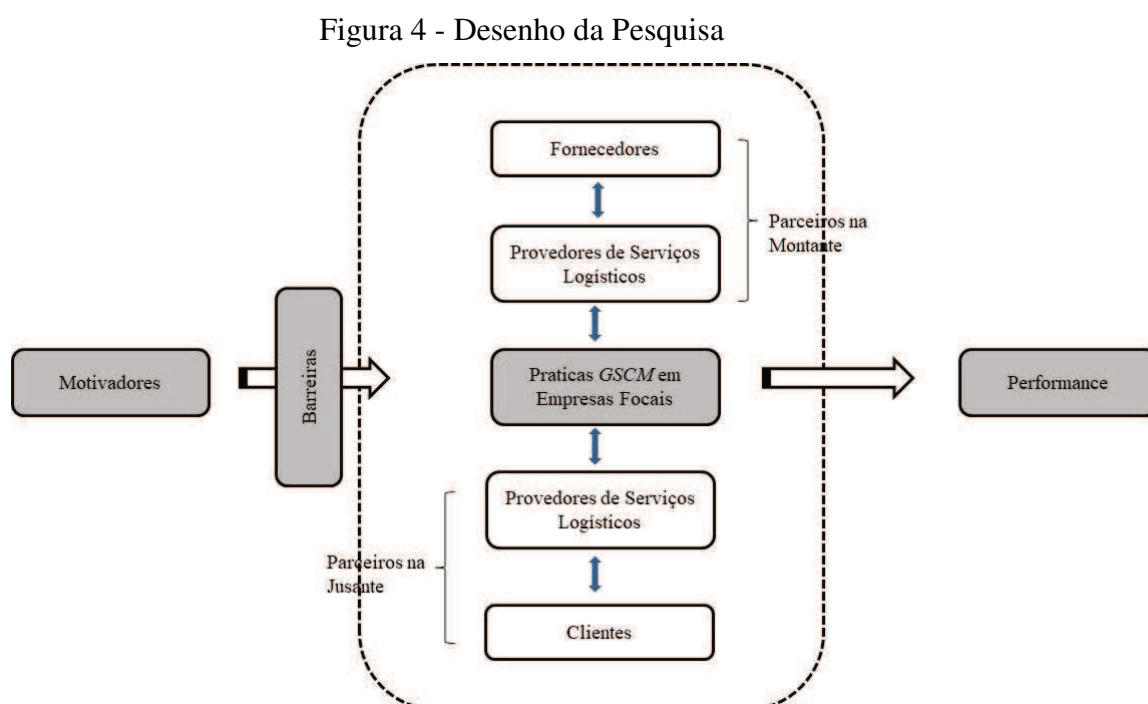 Figura 4 - Desenho da Pesquisa
Fornecedores
Parceiros na
Montante
Provedores de Serviços
Logísticos
Motivadores
Barreiras
Praticas GSCM em
Empresas Focais
Performance
Provedores de Serviços
Logísticos
Parceiros na
Jusante
Clientes